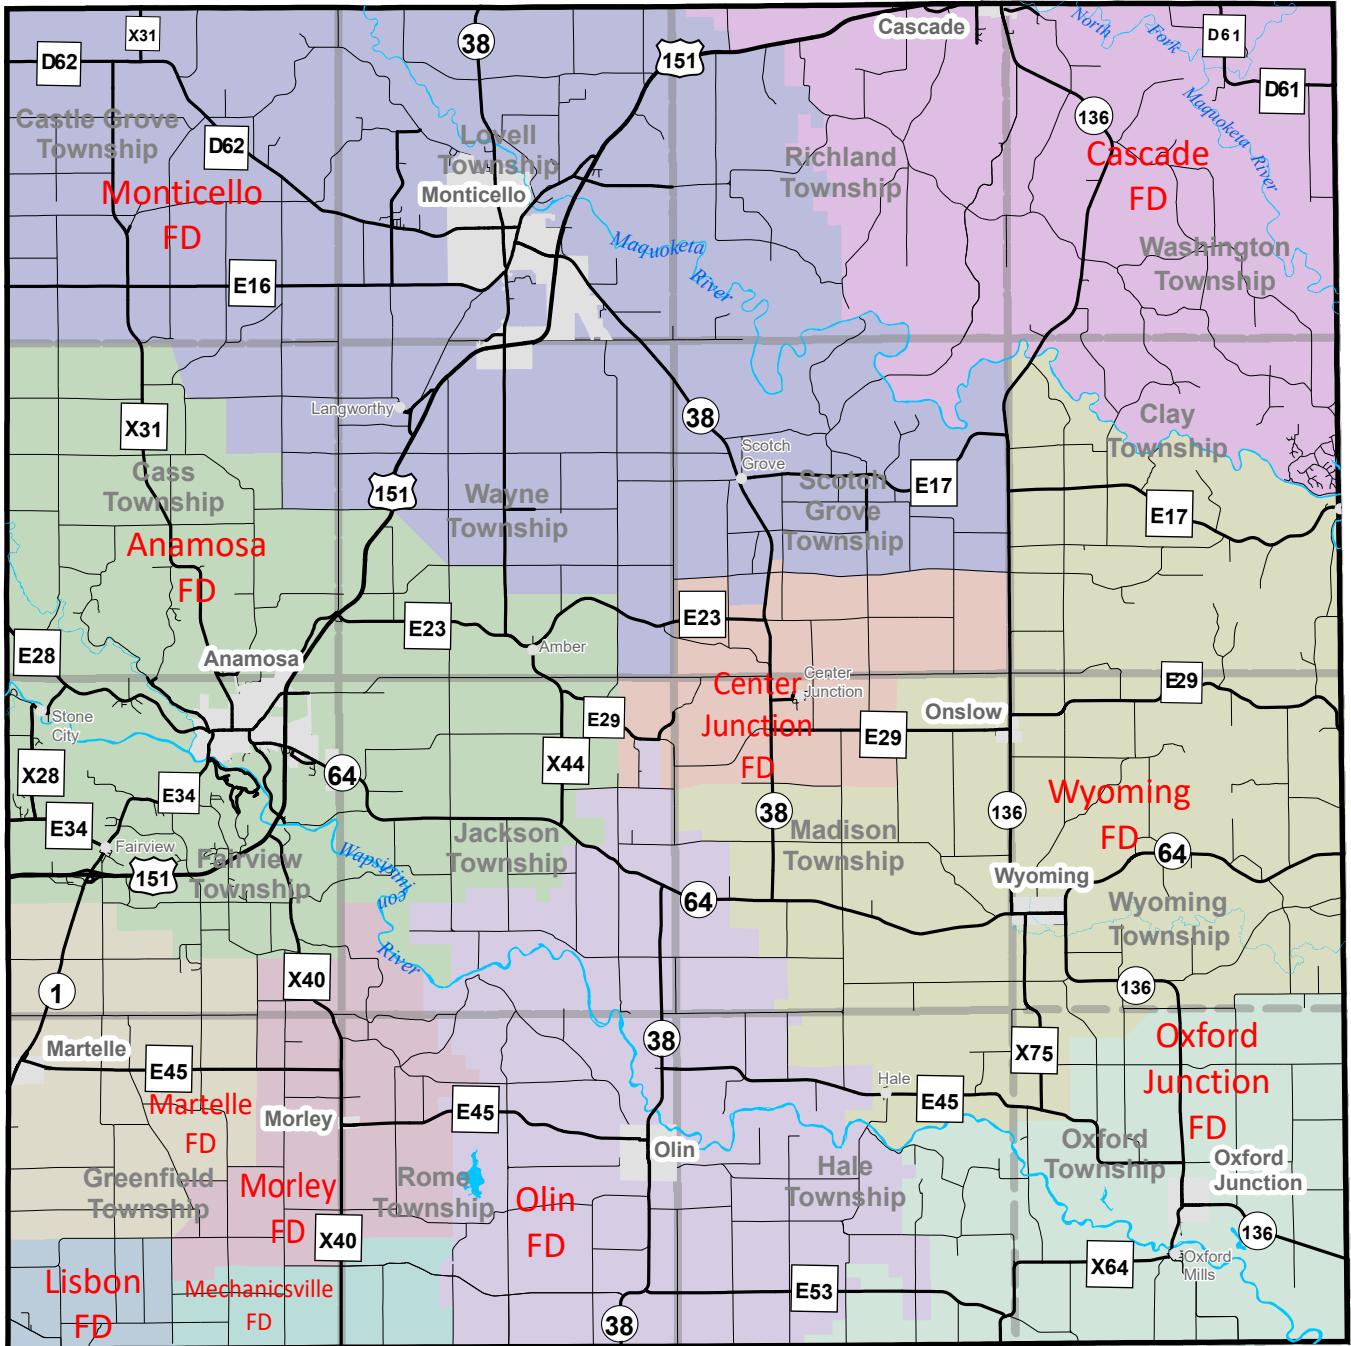 X31
38
151
Cascade
North
Fork
Maquoketa
River
D61
D61
D62
Castle Grove
Township
D62
Monticello
FD
Lovell
Township
Monticello
136
Cascade
FD
Richland
Township
Washington
Township
Maquoketa
River
E16
Langworthy
38
Scotch
Grove
Clay
Township
X31
Cass
Township
151
Wayne
Township
Scotch
Grove
Township
E17
E17
Anamosa
FD
E23
E23
Amber
E28
Anamosa
Center
Junction
FD
Center
Junction
E29
Stone
City
E29
Onslow
E29
X28
E34
64
X44
38
136
Wyoming
FD
E34
Fairview
151
Fairview
Township
Jackson
Township
Madison
Township
64
Wapsipini
con
River
64
Wyoming
Wyoming
Township
1
X40
136
Martelle
E45
38
X75
Oxford
Junction
FD
Martelle
FD
Morley
E45
Hale
E45
Olin
Oxford
Township
Oxford
Junction
Greenfield
Township
Morley
FD
Rome
Township
Olin
FD
Hale
Township
X40
136
X64
Oxford
Mills
Lisbon
FD
Mechanicsville
FD
E53
38